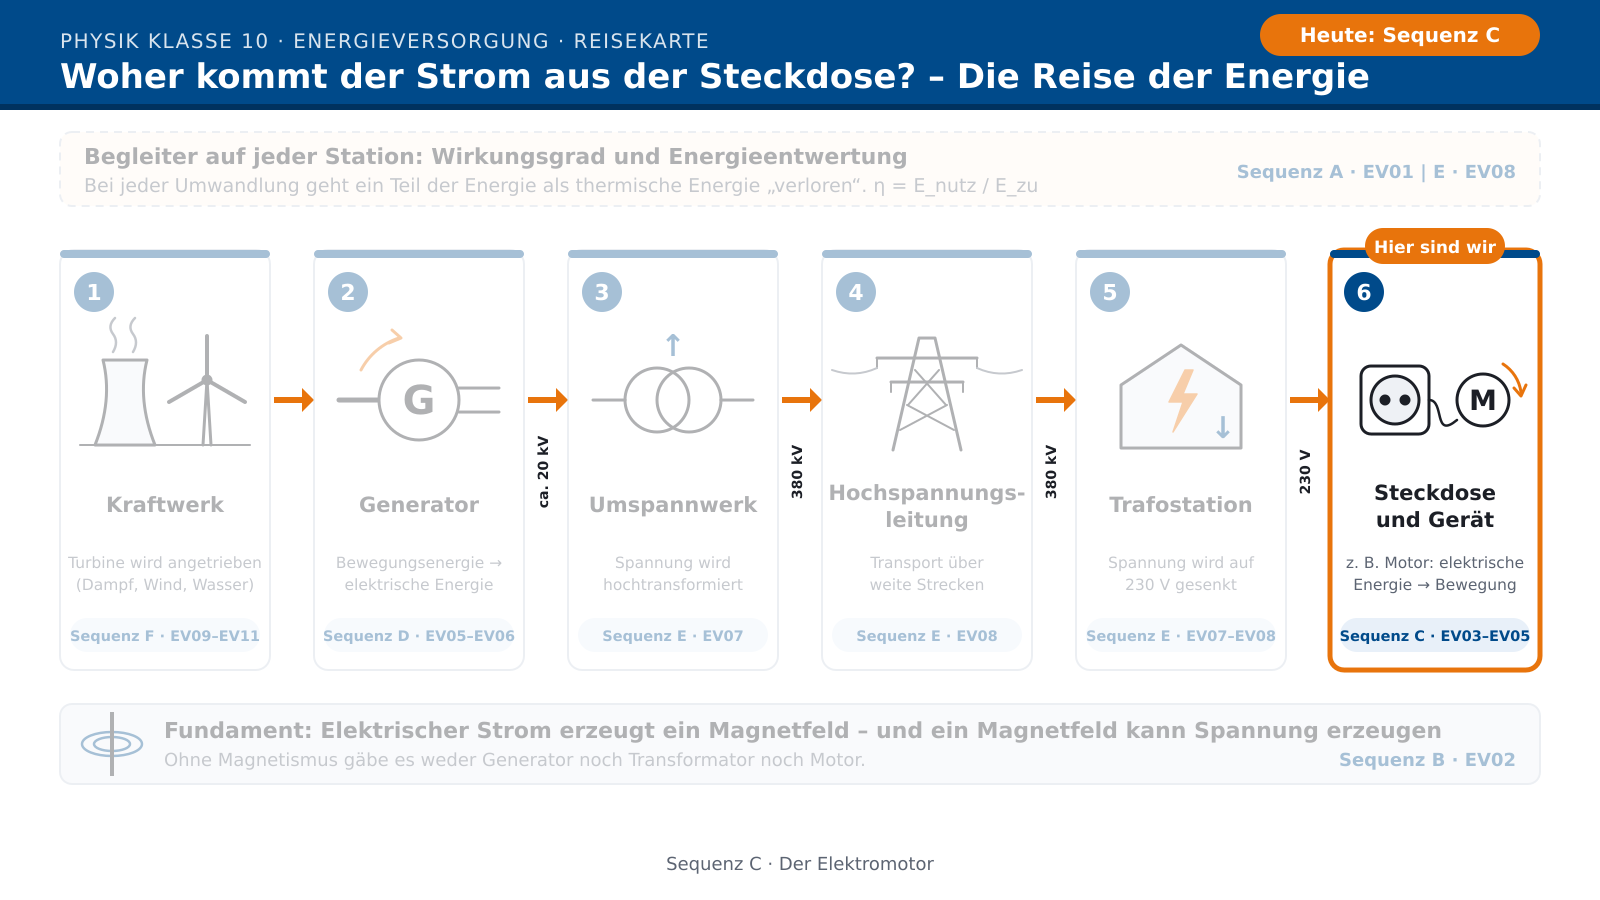 PHYSIK KLASSE 10 · ENERGIEVERSORGUNG · REISEKARTE
Heute: Sequenz C
Woher kommt der Strom aus der Steckdose? – Die Reise der Energie
Begleiter auf jeder Station: Wirkungsgrad und Energieentwertung
Bei jeder Umwandlung geht ein Teil der Energie als thermische Energie „verloren“. η = E_nutz / E_zu
Sequenz A · EV01 | E · EV08
1
Kraftwerk
Turbine wird angetrieben
(Dampf, Wind, Wasser)
Sequenz F · EV09–EV11
2
G
Generator
Bewegungsenergie →
elektrische Energie
Sequenz D · EV05–EV06
ca. 20 kV
3
↑
Umspannwerk
Spannung wird
hochtransformiert
Sequenz E · EV07
380 kV
4
Hochspannungs-
leitung
Transport über
weite Strecken
Sequenz E · EV08
380 kV
5
↓
Trafostation
Spannung wird auf
230 V gesenkt
Sequenz E · EV07–EV08
230 V
Hier sind wir
6
M
Steckdose
und Gerät
z. B. Motor: elektrische
Energie → Bewegung
Sequenz C · EV03–EV05
Fundament: Elektrischer Strom erzeugt ein Magnetfeld – und ein Magnetfeld kann Spannung erzeugen
Ohne Magnetismus gäbe es weder Generator noch Transformator noch Motor.
Sequenz B · EV02
Sequenz C · Der Elektromotor